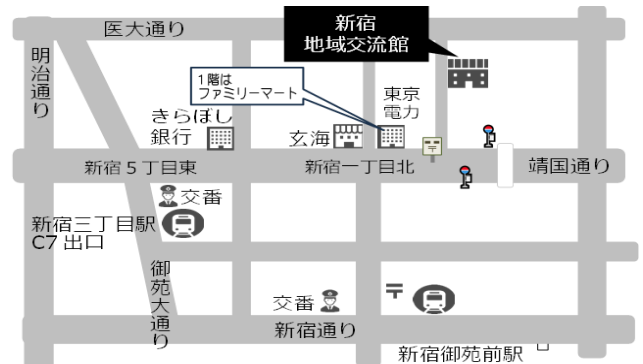 医大通り
新宿
地域交流館
明治通り
1階は
ファミリーマート
東京
電力
きらぼし
銀行
玄海
〒
新宿5丁目東
新宿一丁目北
靖国通り
交番
新宿三丁目駅
C7出口
御苑大通り
交番
〒
新宿通り
新宿御苑前駅